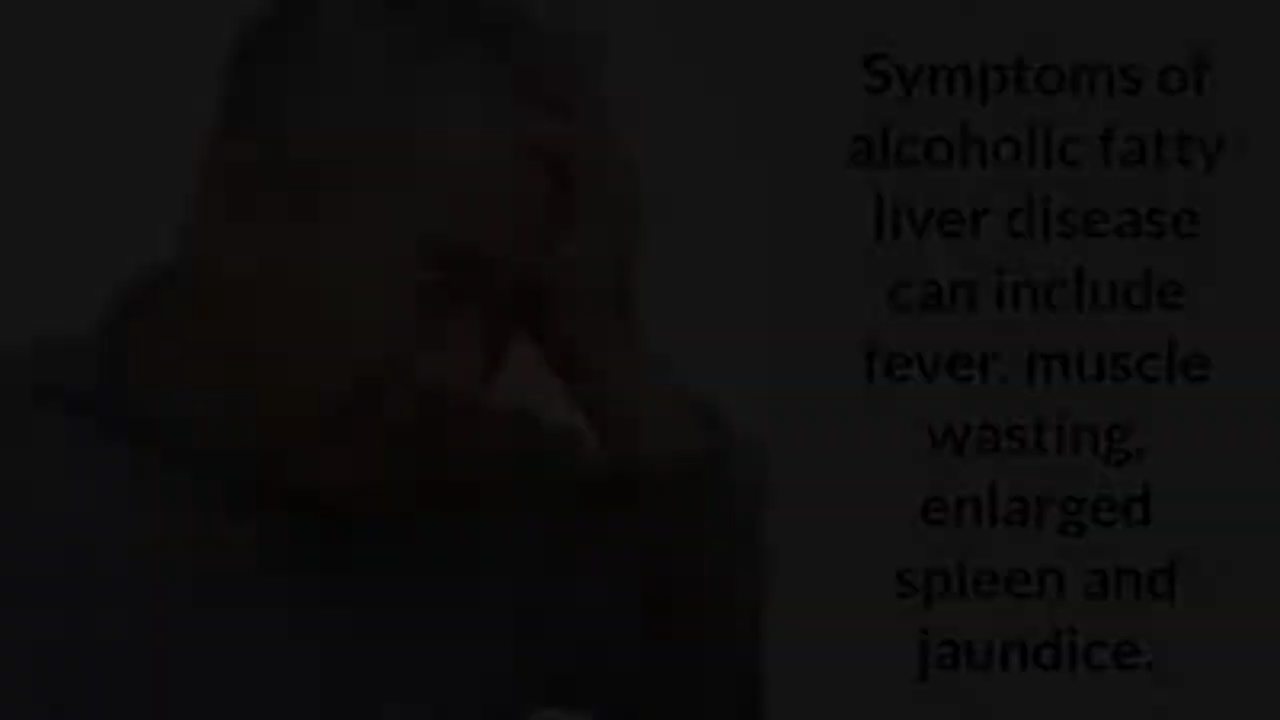 Symptoms of
alcoholic fatty
liver disease
can include
fever, muscle
wasting,
enlarged
spleen and
jaundice.